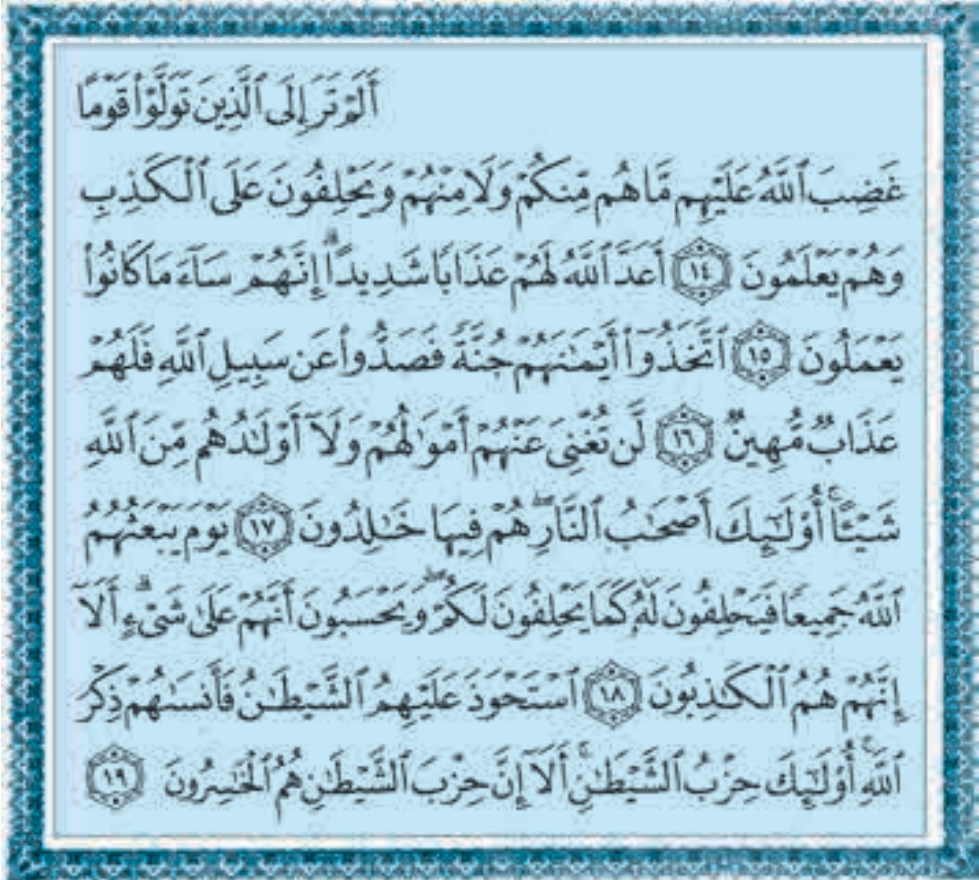 أَلَمْ تَرَ إِلَى ٱلَّذِينَ تَوَلَّوْا۟ قَوْمًا
غَضِبَ ٱللَّهُ عَلَيْهِم مَّا هُم مِّنكُمْ وَلَا مِنْهُمْ وَيَحْلِفُونَ عَلَى ٱلْكَذِبِ
وَهُمْ يَعْلَمُونَ ١٤ أَعَدَّ ٱللَّهُ لَهُمْ عَذَابًا شَدِيدًا ۖ إِنَّهُمْ سَآءَ مَا كَانُوا۟
يَعْمَلُونَ ١٥ ٱتَّخَذُوٓا۟ أَيْمَـٰنَهُمْ جُنَّةً فَصَدُّوا۟ عَن سَبِيلِ ٱللَّهِ فَلَهُمْ
عَذَابٌ مُّهِينٌ ١٦ لَّن تُغْنِىَ عَنْهُمْ أَمْوَٰلُهُمْ وَلَآ أَوْلَـٰدُهُم مِّنَ ٱللَّهِ
شَيْـًٔا ۚ أُو۟لَـٰٓئِكَ أَصْحَـٰبُ ٱلنَّارِ ۖ هُمْ فِيهَا خَـٰلِدُونَ ١٧ يَوْمَ يَبْعَثُهُمُ
ٱللَّهُ جَمِيعًا فَيَحْلِفُونَ لَهُۥ كَمَا يَحْلِفُونَ لَكُمْ ۖ وَيَحْسَبُونَ أَنَّهُمْ عَلَىٰ شَىْءٍ ۚ أَلَآ
إِنَّهُمْ هُمُ ٱلْكَـٰذِبُونَ ١٨ ٱسْتَحْوَذَ عَلَيْهِمُ ٱلشَّيْطَـٰنُ فَأَنسَىٰهُمْ ذِكْرَ
ٱللَّهِ ۚ أُو۟لَـٰٓئِكَ حِزْبُ ٱلشَّيْطَـٰنِ ۚ أَلَآ إِنَّ حِزْبَ ٱلشَّيْطَـٰنِ هُمُ ٱلْخَـٰسِرُونَ ١٩